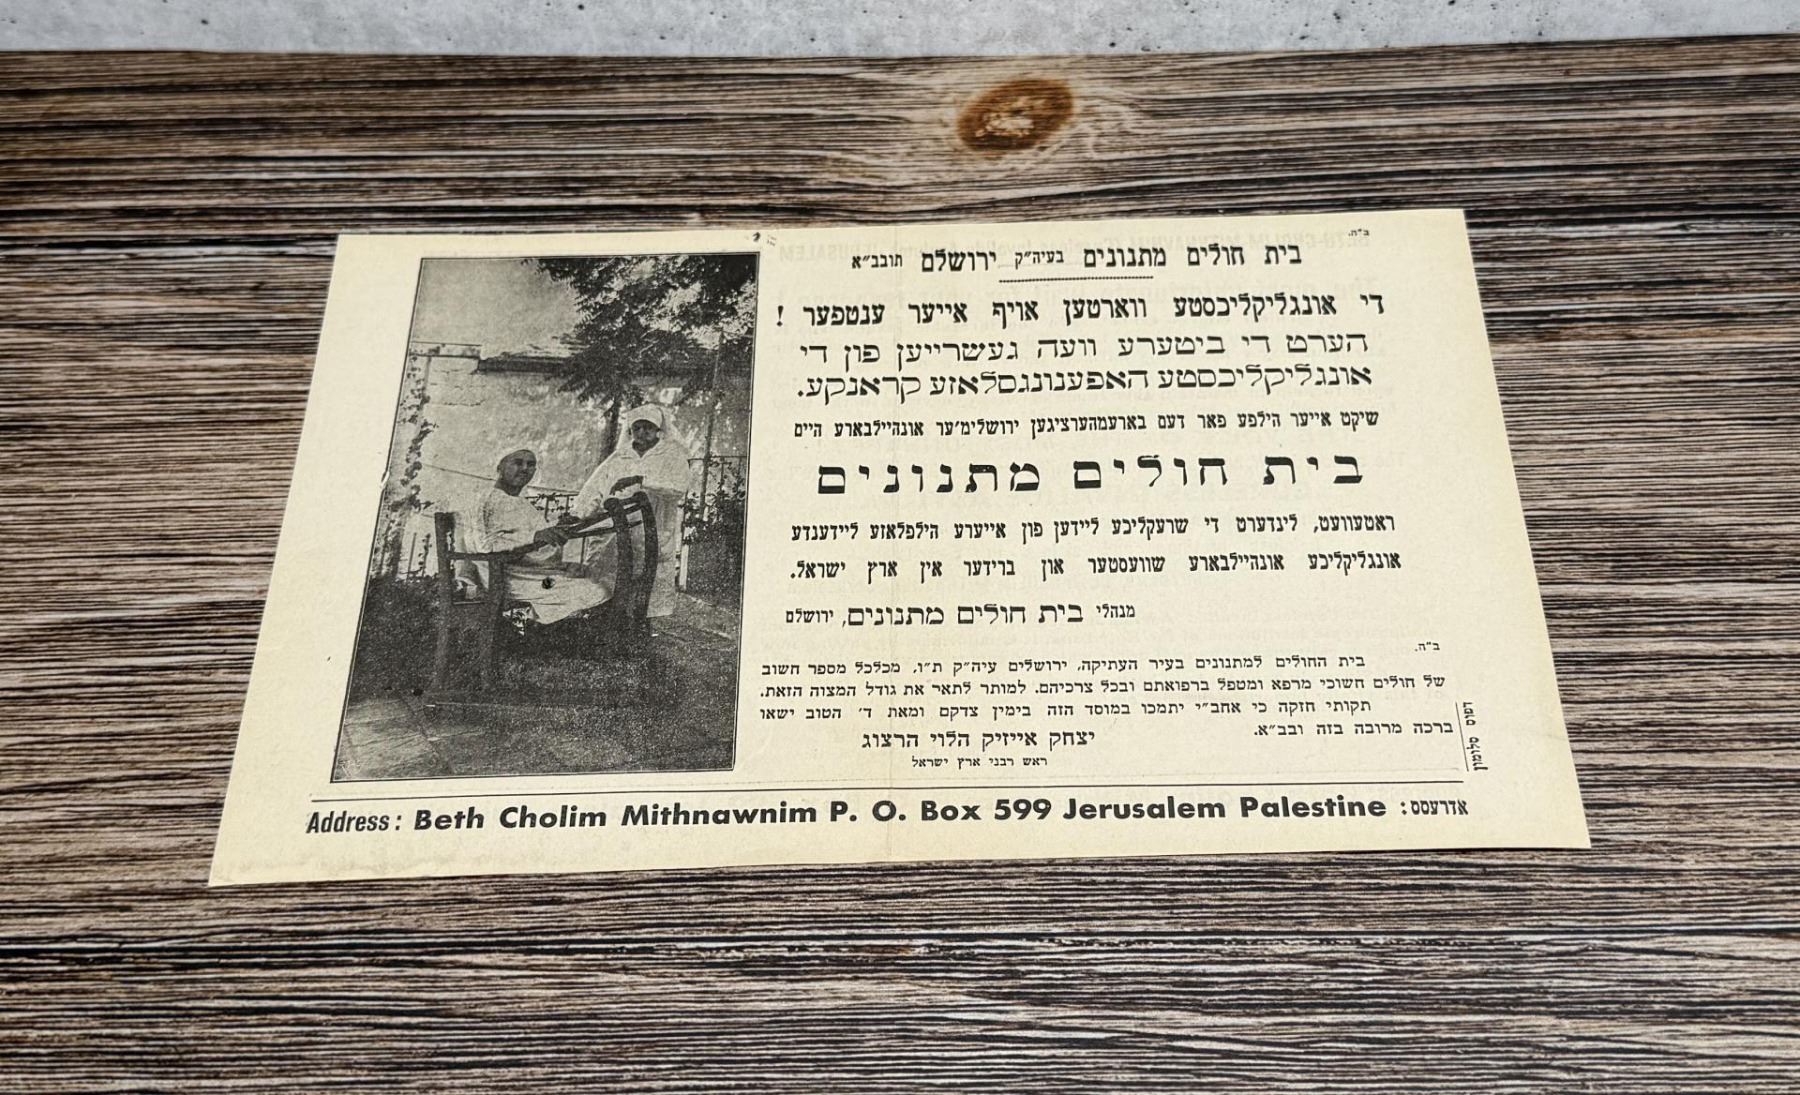 ב״ה.
בית חולים מתנונים בעיה״ק ירושלם תובב״א
די אונגליקליכסטע ווארטען אויף אייער ענטפער !
הערט די ביטערע וועה געשרייען פון די
אונגליקליכסטע האפענונגסלאזע קראנקע.
שיקט אייער הילפע פאר דעם בארעמהערציגען ירושלימ׳ער אונהיילבארע היים
בית חולים מתנונים
ראטעוועט, לינדערט די שרעקליכע ליידען פון אייערע הילפלאזע ליידענדע
אונגליקליכע אונהיילבארע שוועסטער און ברידער אין ארץ ישראל.
מנהלי בית חולים מתנונים, ירושלם
ב״ה.
בית החולים למתנונים בעיר העתיקה, ירושלים עיה״ק ת״ו, מכלכל מספר חשוב
של חולים חשוכי מרפא ומטפל ברפואתם ובכל צרכיהם. למותר לתאר את גודל המצוה הזאת.
תקותי חזקה כי אחב״י יתמכו במוסד הזה בימין צדקם ומאת ד׳ הטוב ישאו
ברכה מרובה בזה ובב״א.
יצחק אייזיק הלוי הרצוג
ראש רבני ארץ ישראל
דפוס סלומון
Address: Beth Cholim Mithnawnim P. O. Box 599 Jerusalem Palestine אדרעסט: